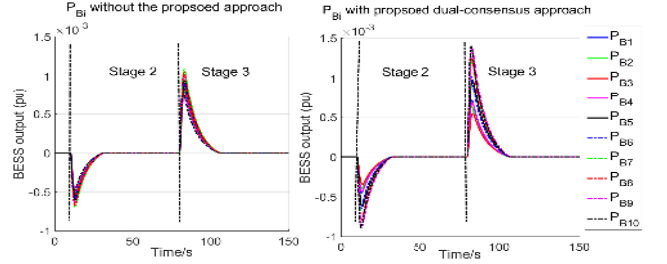 P_Bi without the propsoed approach
1.5 ×10^-3
1
0.5
0
-0.5
-1
0 50 100 150
BESS output (pu)
Time/s
Stage 2
Stage 3
P_Bi with propsoed dual-consensus approach
1.5 ×10^-3
1
0.5
0
-0.5
-1
0 50 100 150
BESS output (pu)
Time/s
Stage 2
Stage 3
P_B1
P_B2
P_B3
P_B4
P_B5
P_B6
P_B7
P_B8
P_B9
P_B10